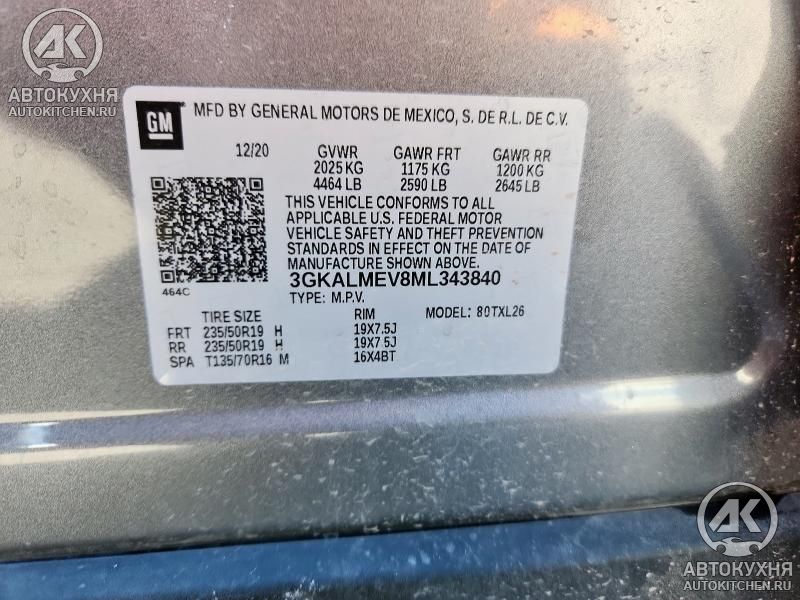 AK
АВТОКУХНЯ
AUTOKITCHEN.RU
GM
MFD BY GENERAL MOTORS DE MEXICO, S. DE R.L. DE C.V.
12/20 GVWR GAWR FRT GAWR RR
2025 KG 1175 KG 1200 KG
4464 LB 2590 LB 2645 LB
THIS VEHICLE CONFORMS TO ALL
APPLICABLE U.S. FEDERAL MOTOR
VEHICLE SAFETY AND THEFT PREVENTION
STANDARDS IN EFFECT ON THE DATE OF
MANUFACTURE SHOWN ABOVE.
464C 3GKALMEV8ML343840
TYPE: M.P.V.
TIRE SIZE RIM MODEL: 80TXL26
FRT 235/50R19 H 19X7.5J
RR 235/50R19 H 19X7.5J
SPA T135/70R16 M 16X4BT
AK
АВТОКУХНЯ
AUTOKITCHEN.RU